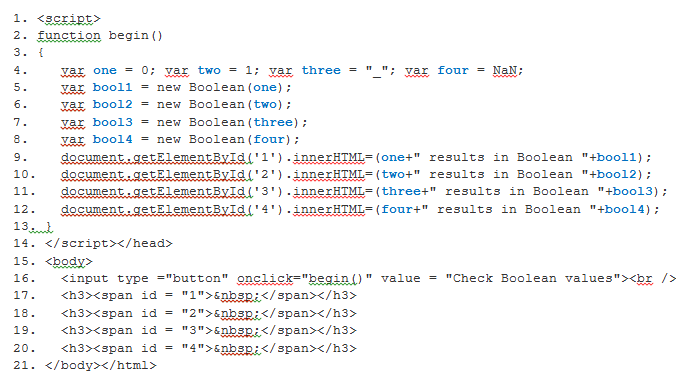 1. <script>
2. function begin()
3. {
4. var one = 0; var two = 1; var three = "_"; var four = NaN;
5. var bool1 = new Boolean(one);
6. var bool2 = new Boolean(two);
7. var bool3 = new Boolean(three);
8. var bool4 = new Boolean(four);
9. document.getElementById('1').innerHTML=(one+" results in Boolean "+bool1);
10. document.getElementById('2').innerHTML=(two+" results in Boolean "+bool2);
11. document.getElementById('3').innerHTML=(three+" results in Boolean "+bool3);
12. document.getElementById('4').innerHTML=(four+" results in Boolean "+bool4);
13. }
14. </script></head>
15. <body>
16. <input type ="button" onclick="begin()" value = "Check Boolean values"><br />
17. <h3><span id = "1">&nbsp;</span></h3>
18. <h3><span id = "2">&nbsp;</span></h3>
19. <h3><span id = "3">&nbsp;</span></h3>
20. <h3><span id = "4">&nbsp;</span></h3>
21. </body></html>